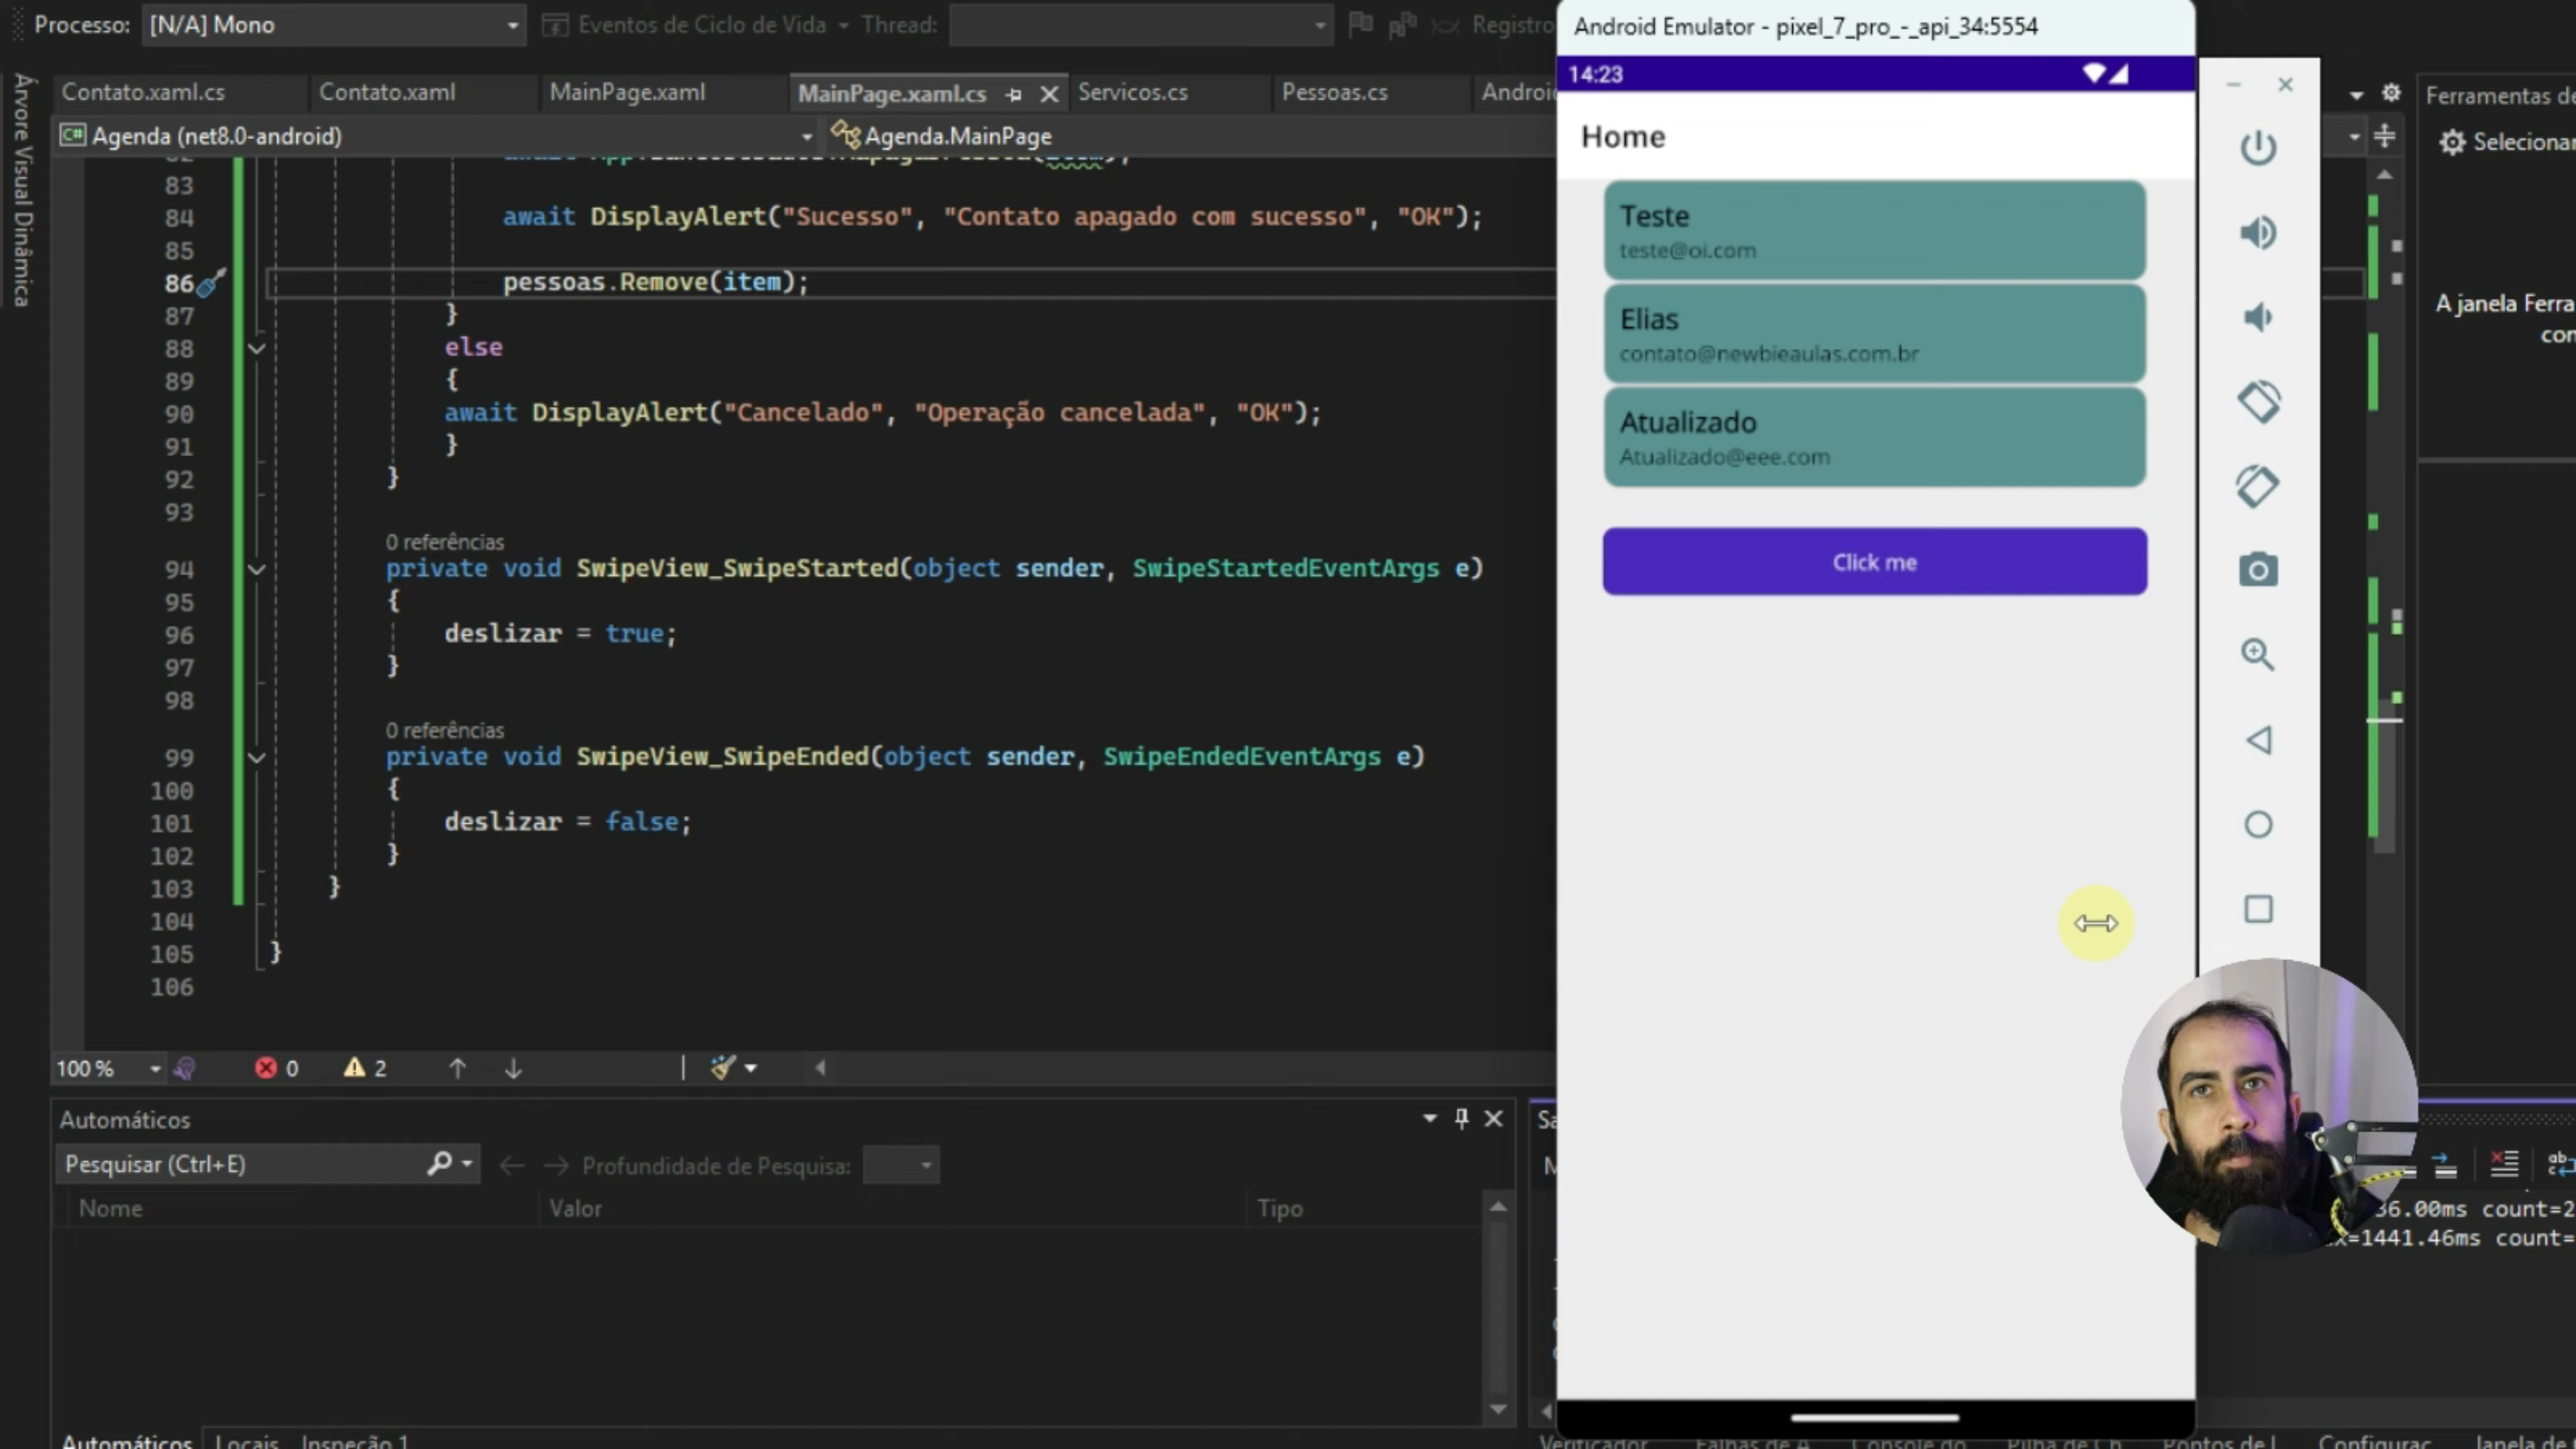 Processo: [N/A] Mono Eventos de Ciclo de Vida Thread: Registro
Android Emulator - pixel_7_pro_-_api_34:5554
Árvore Visual Dinâmica
Contato.xaml.cs Contato.xaml MainPage.xaml MainPage.xaml.cs Servicos.cs Pessoas.cs
C# Agenda (net8.0-android) Agenda.MainPage
83
84 await DisplayAlert("Sucesso", "Contato apagado com sucesso", "OK");
85
86 pessoas.Remove(item);
87 }
88 else
89 {
90 await DisplayAlert("Cancelado", "Operação cancelada", "OK");
91 }
92 }
93
0 referências
94 private void SwipeView_SwipeStarted(object sender, SwipeStartedEventArgs e)
95 {
96 deslizar = true;
97 }
98
0 referências
99 private void SwipeView_SwipeEnded(object sender, SwipeEndedEventArgs e)
100 {
101 deslizar = false;
102 }
103 }
104
105 }
106
100 % 0 2
Automáticos
Pesquisar (Ctrl+E) Profundidade de Pesquisa:
Nome Valor Tipo
Automáticos Locais Inspeção 1
14:23
Home
Teste
teste@oi.com
Elias
contato@newbieaulas.com.br
Atualizado
Atualizado@eee.com
Click me
Ferramentas de
Selecionar
A janela Ferra
con
36.00ms count=2
x=1441.46ms count=